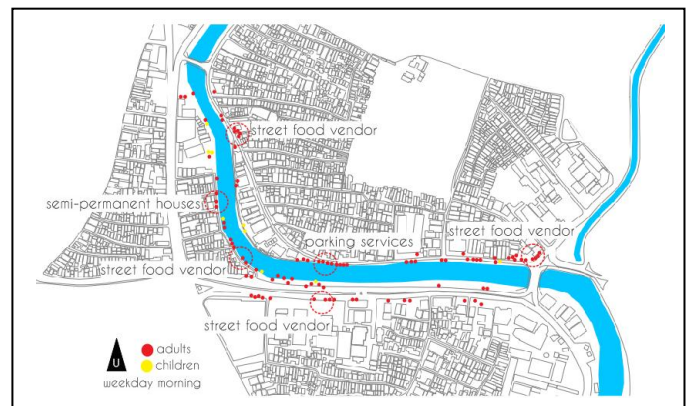 street food vendor
semi-permanent houses
street food vendor
parking services
street food vendor
street food vendor
U
adults
children
weekday morning